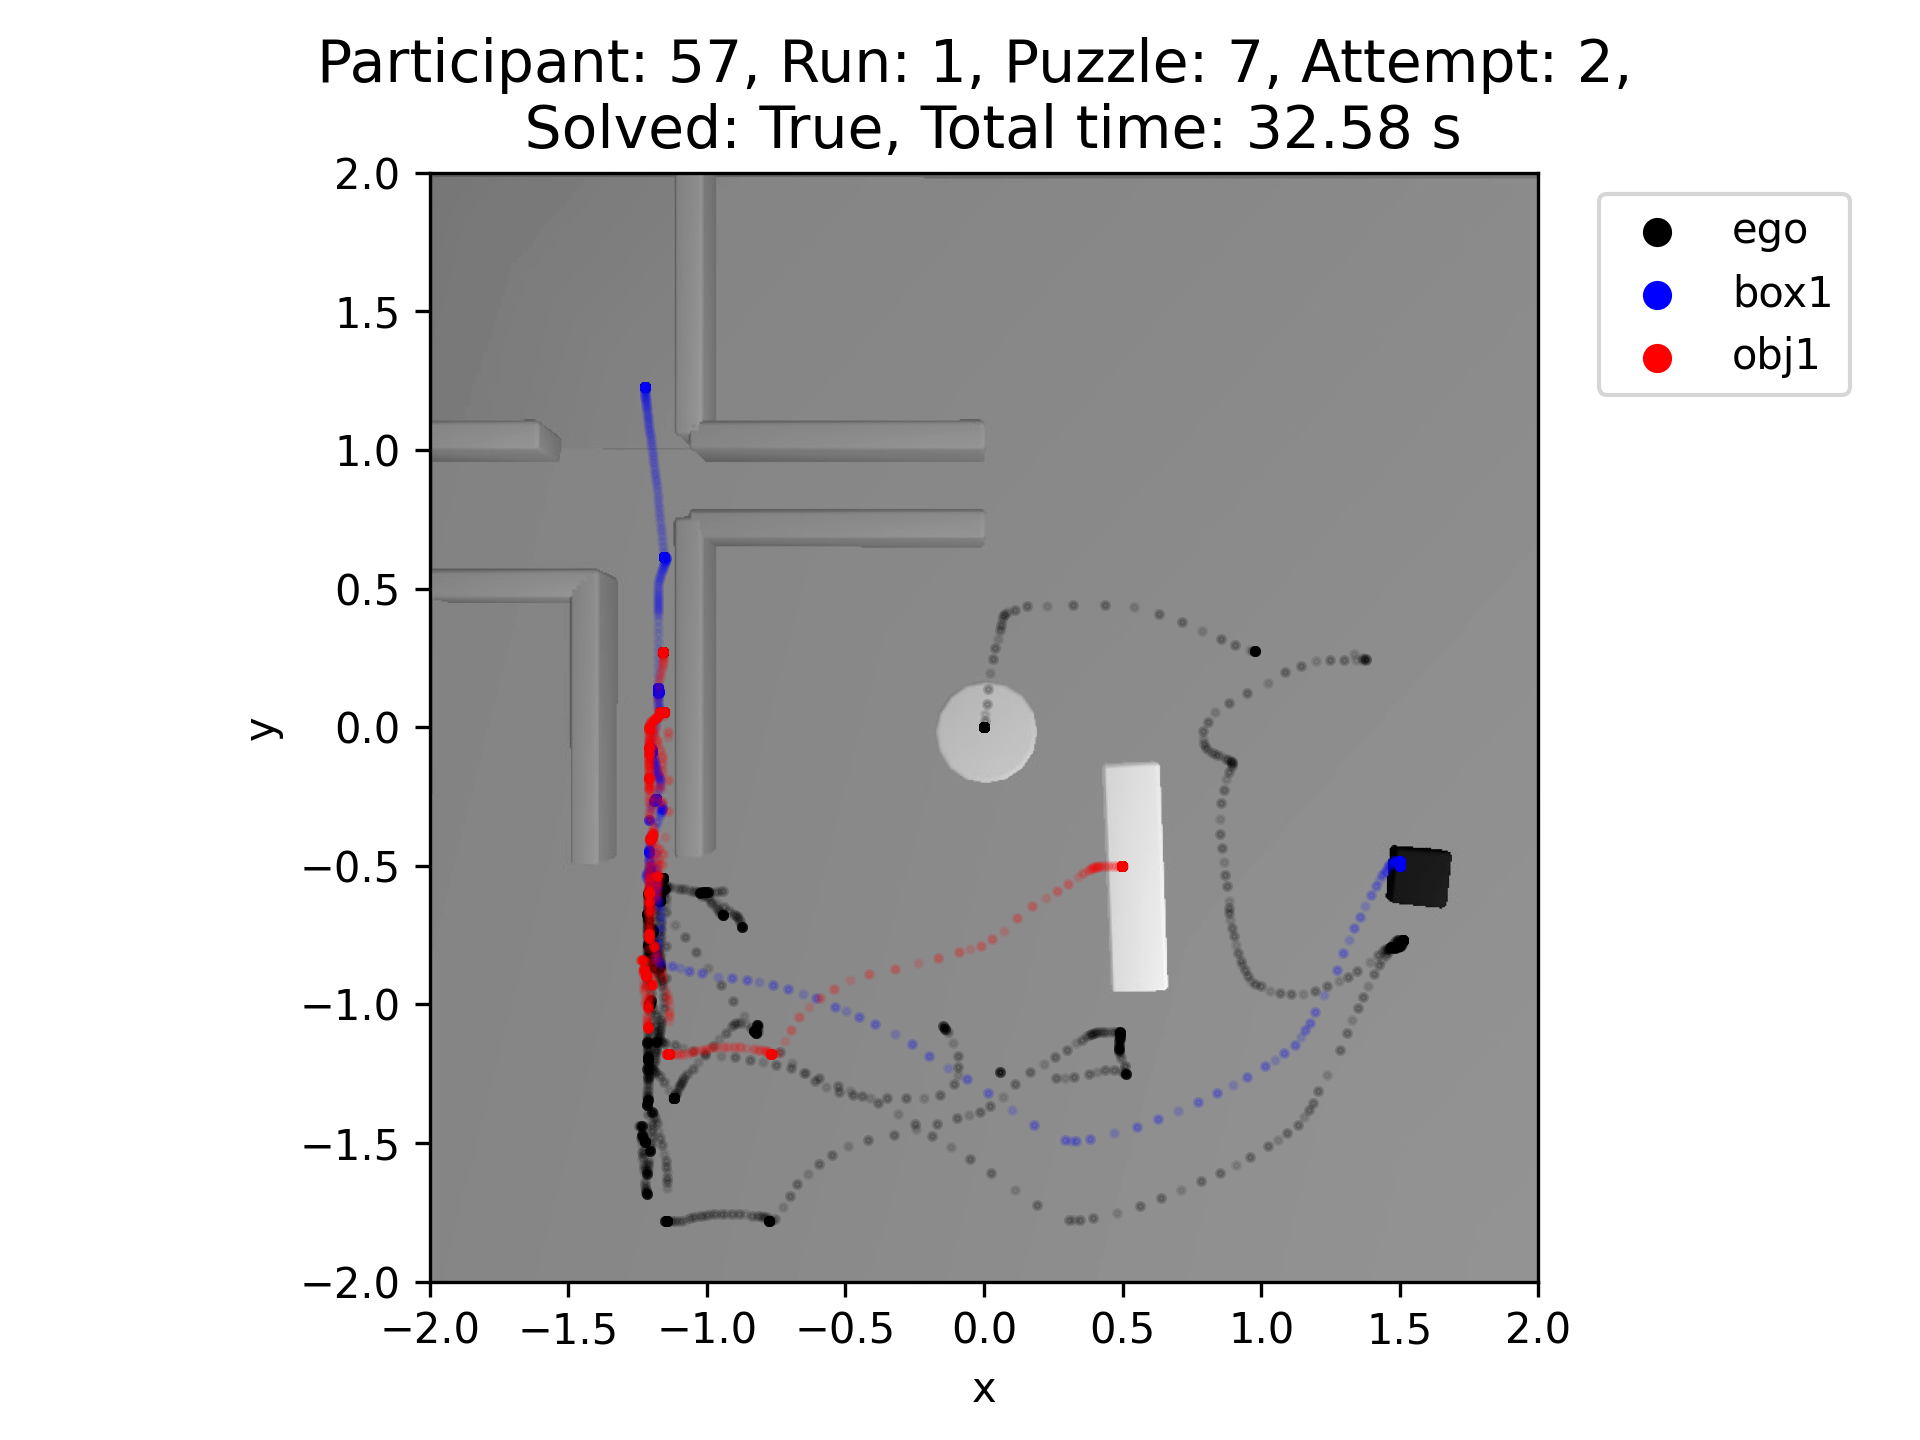 Participant: 57, Run: 1, Puzzle: 7, Attempt: 2,
Solved: True, Total time: 32.58 s
ego
box1
obj1
2.0
1.5
1.0
0.5
0.0
−0.5
−1.0
−1.5
−2.0
y
−2.0 −1.5 −1.0 −0.5 0.0 0.5 1.0 1.5 2.0
x